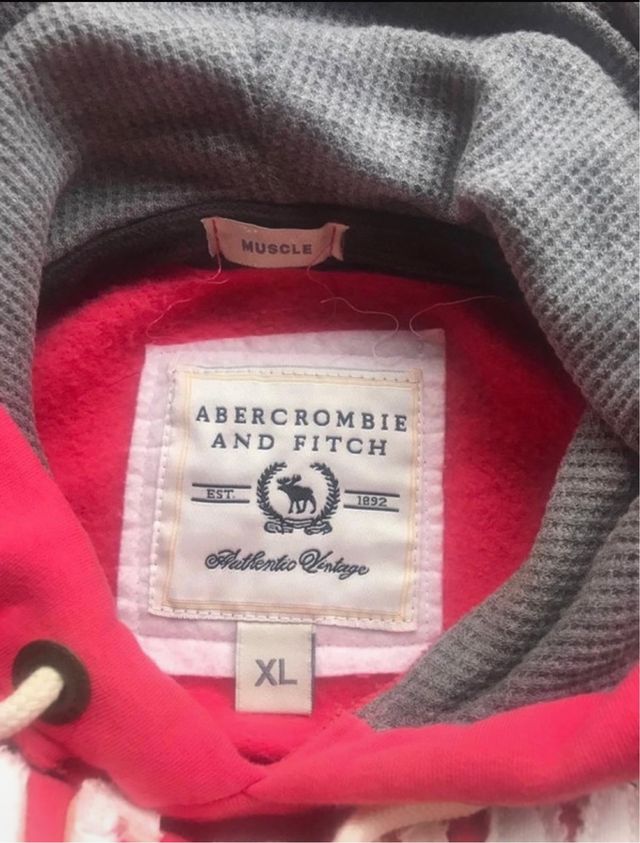 MUSCLE
ABERCROMBIE
AND FITCH
EST. 1892
Authentic Vintage
XL